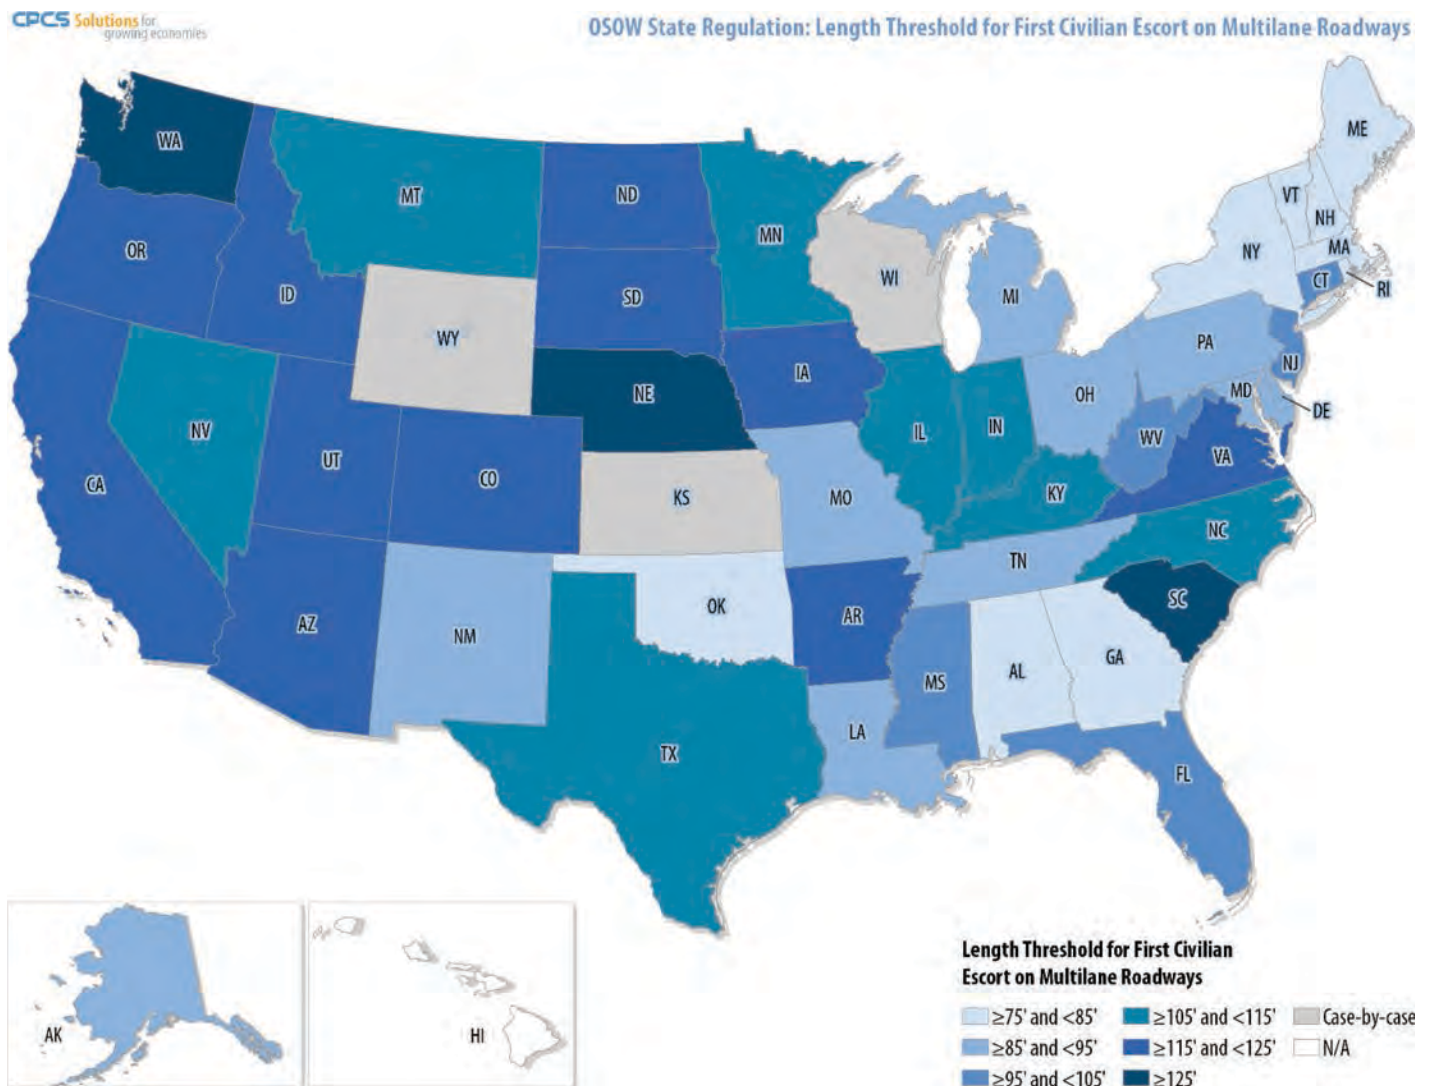 CPCS Solutions for
growing economies
OSOW State Regulation: Length Threshold for First Civilian Escort on Multilane Roadways
ME
WA
VT
MT
ND
NH
MN
MA
OR
NY
WI
CT
RI
ID
SD
MI
WY
PA
NJ
IA
NE
OH
MD
DE
NV
IL
IN
WV
UT
VA
CO
CA
KS
MO
KY
NC
TN
SC
OK
AZ
AR
NM
GA
AL
MS
LA
TX
FL
AK
HI
Length Threshold for First Civilian
Escort on Multilane Roadways
≥75' and <85' ≥105' and <115' Case-by-case
≥85' and <95' ≥115' and <125' N/A
≥95' and <105' ≥125'